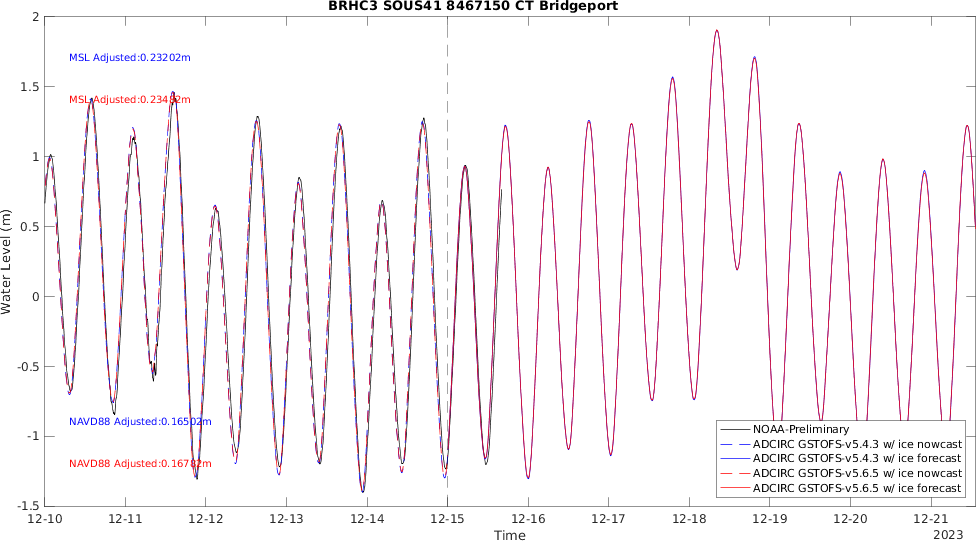 BRHC3 SOUS41 8467150 CT Bridgeport
2
1.5
1
0.5
0
-0.5
-1
-1.5
Water Level (m)
MSL Adjusted:0.23202m
MSL Adjusted:0.23482m
NAVD88 Adjusted:0.16502m
NAVD88 Adjusted:0.16782m
NOAA-Preliminary
ADCIRC GSTOFS-v5.4.3 w/ ice nowcast
ADCIRC GSTOFS-v5.4.3 w/ ice forecast
ADCIRC GSTOFS-v5.6.5 w/ ice nowcast
ADCIRC GSTOFS-v5.6.5 w/ ice forecast
12-10 12-11 12-12 12-13 12-14 12-15 12-16 12-17 12-18 12-19 12-20 12-21
Time
2023